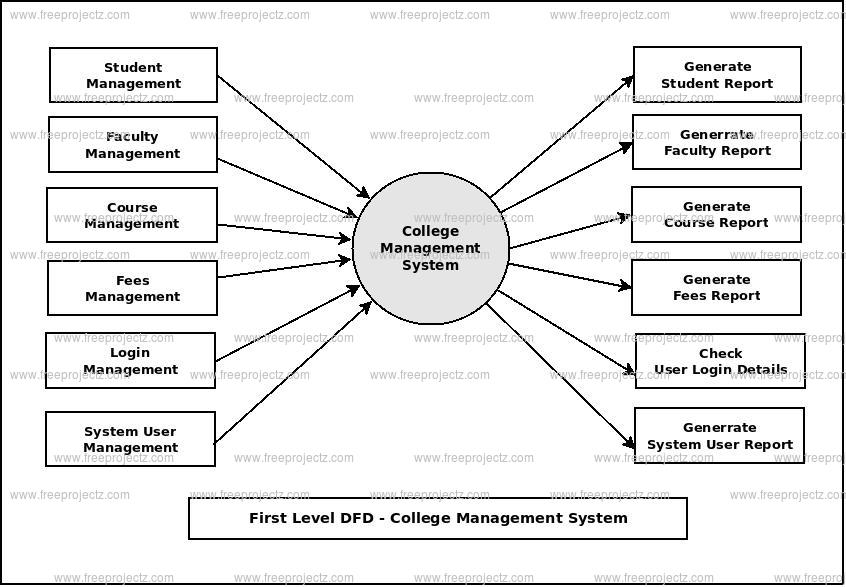 Student
Management
Faculty
Management
Course
Management
Fees
Management
Login
Management
System User
Management
College
Management
System
Generate
Student Report
Generrate
Faculty Report
Generate
Course Report
Generate
Fees Report
Check
User Login Details
Generrate
System User Report
First Level DFD - College Management System
www.freeprojectz.com